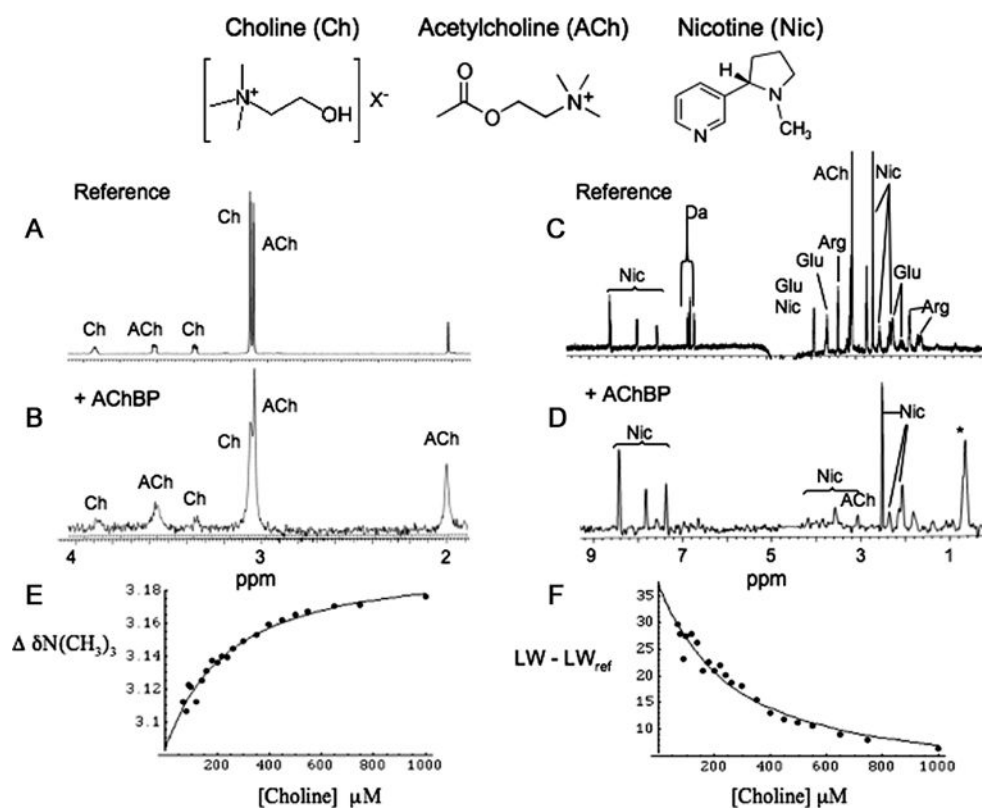 Choline (Ch) Acetylcholine (ACh) Nicotine (Nic)
N+ OH X-
O O N+
H N N CH3
Reference
A
Ch ACh Ch Ch ACh
Reference
C
Nic Da Glu Nic Glu Arg ACh Nic Glu Arg
+ AChBP
B
Ch ACh Ch Ch ACh ACh
4 3 2
ppm
+ AChBP
D
Nic Nic ACh Nic *
9 7 5 3 1
ppm
E
Δ δN(CH3)3
3.18
3.16
3.14
3.12
3.1
200 400 600 800 1000
[Choline] μM
F
LW - LWref
35
30
25
20
15
10
200 400 600 800 1000
[Choline] μM